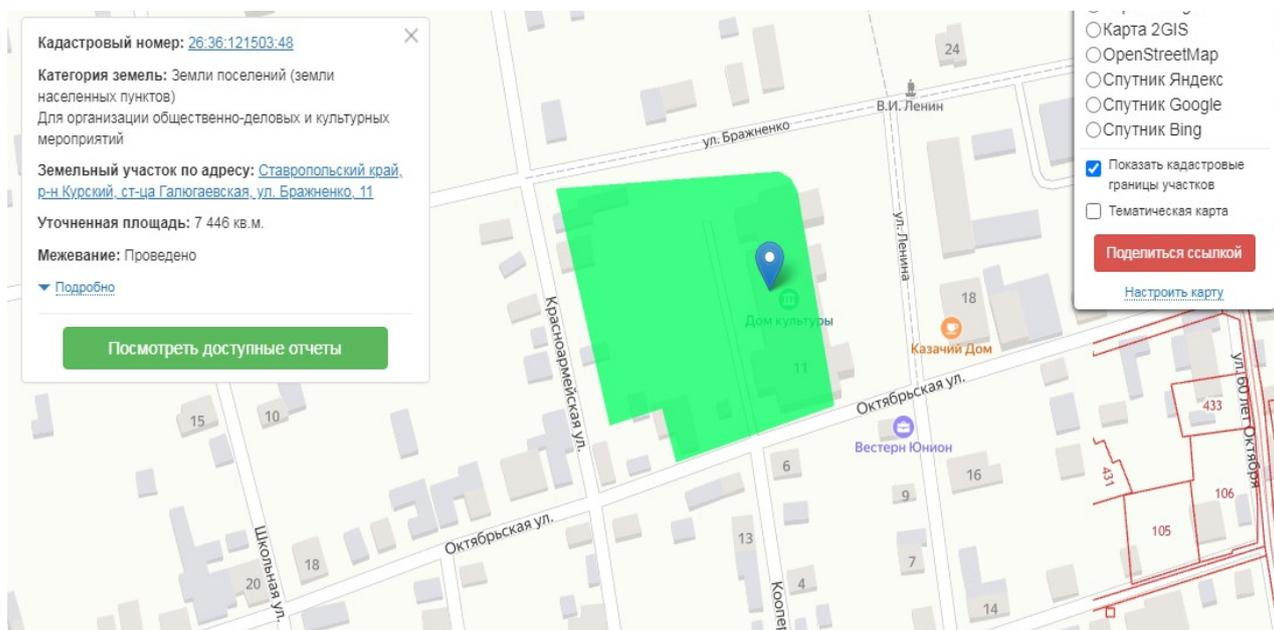 Кадастровый номер: 26:36:121503:48
Категория земель: Земли поселений (земли
населенных пунктов)
Для организации общественно-деловых и культурных
мероприятий
Земельный участок по адресу: Ставропольский край,
р-н Курский, ст-ца Галюгаевская, ул. Бражненко, 11
Уточненная площадь: 7 446 кв.м.
Межевание: Проведено
Подробно
Посмотреть доступные отчеты
Карта 2GIS
OpenStreetMap
Спутник Яндекс
Спутник Google
Спутник Bing
Показать кадастровые
границы участков
Тематическая карта
Поделиться ссылкой
Настроить карту
24
В.И. Ленин
ул. Бражненко
ул. Ленина
Красноармейская ул.
Дом культуры
11
18
Казачий Дом
Октябрьская ул.
Вестерн Юнион
ул. 60 лет Октября
433
431
106
105
15
10
6
16
9
Октябрьская ул.
Школьная ул.
18
20
13
7
4
14
Коопер